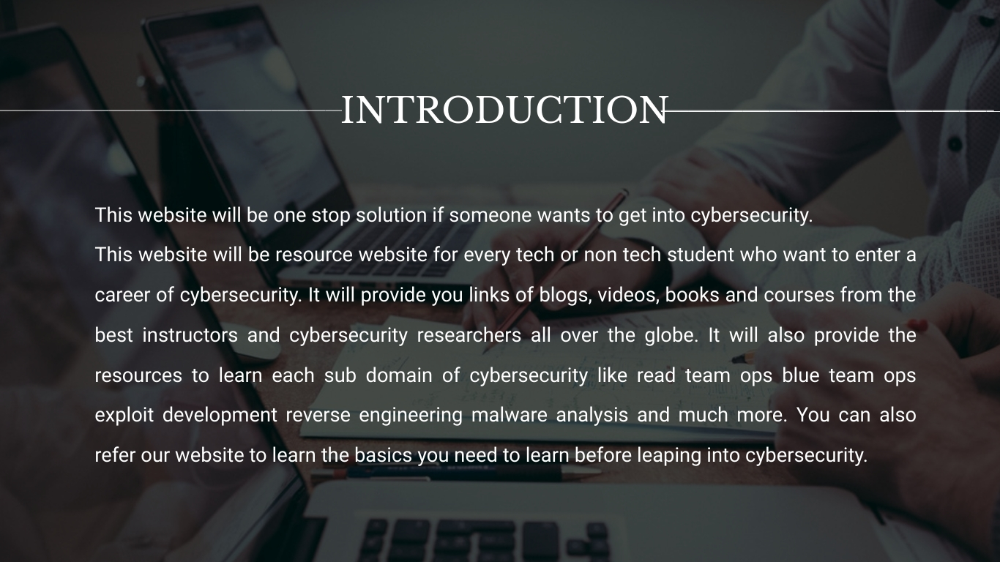 INTRODUCTION
This website will be one stop solution if someone wants to get into cybersecurity.
This website will be resource website for every tech or non tech student who want to enter a
career of cybersecurity. It will provide you links of blogs, videos, books and courses from the
best instructors and cybersecurity researchers all over the globe. It will also provide the
resources to learn each sub domain of cybersecurity like read team ops blue team ops
exploit development reverse engineering malware analysis and much more. You can also
refer our website to learn the basics you need to learn before leaping into cybersecurity.